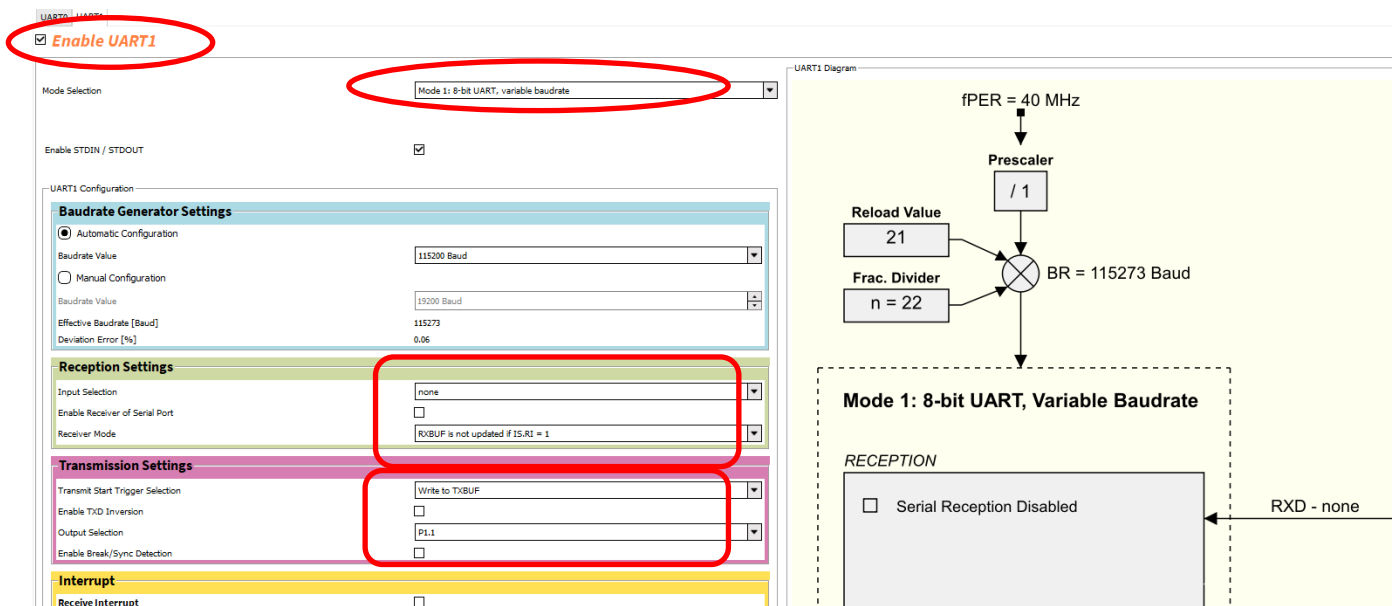 UART0 UART1
Enable UART1
Mode Selection
Mode 1: 8-bit UART, variable baudrate
Enable STDIN / STDOUT
UART1 Configuration
Baudrate Generator Settings
Automatic Configuration
Baudrate Value
115200 Baud
Manual Configuration
Baudrate Value
19200 Baud
Effective Baudrate [Baud]
115273
Deviation Error [%]
0.06
Reception Settings
Input Selection
none
Enable Receiver of Serial Port
Receiver Mode
RXBUF is not updated if IS.RI = 1
Transmission Settings
Transmit Start Trigger Selection
Write to TXBUF
Enable TXD Inversion
Output Selection
P1.1
Enable Break/Sync Detection
Interrupt
Receive Interrupt
UART1 Diagram
fPER = 40 MHz
Prescaler
/ 1
Reload Value
21
Frac. Divider
n = 22
BR = 115273 Baud
Mode 1: 8-bit UART, Variable Baudrate
RECEPTION
Serial Reception Disabled
RXD - none